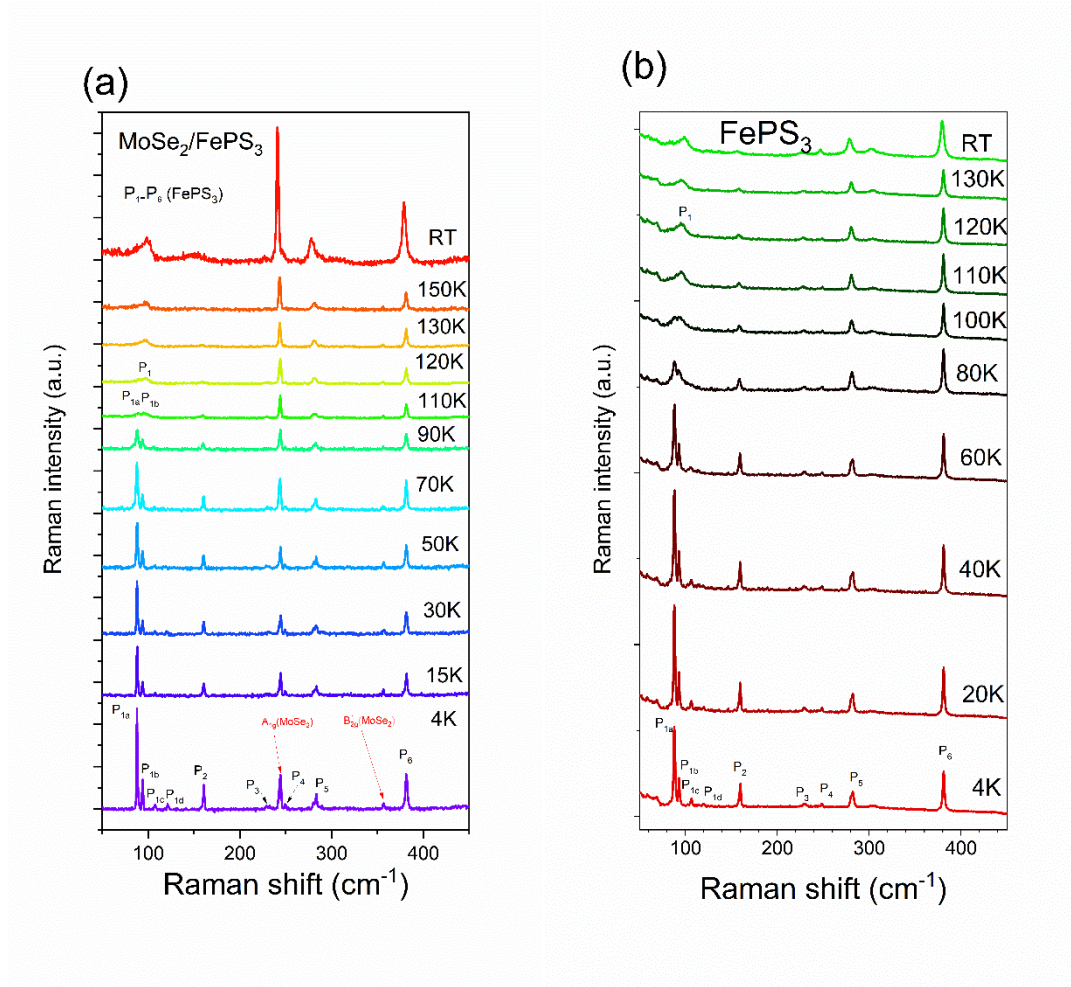 (a)
MoSe₂/FePS₃
P₁-P₆ (FePS₃)
RT
150K
130K
120K
P₁
110K
P₁ₐ P₁b
90K
70K
50K
30K
15K
4K
P₁ₐ
P₁b
P₁c
P₁d
P₂
P₃
A₁g(MoSe₂)
P₄
P₅
(MoSe₂)
P₆
100 200 300 400
Raman shift (cm⁻¹)
Raman intensity (a.u.)
(b)
FePS₃
RT
130K
P₁
120K
110K
100K
80K
60K
40K
20K
4K
P₁ₐ
P₁b
P₁c
P₁d
P₂
P₃
P₄
P₅
P₆
100 200 300 400
Raman shift (cm⁻¹)
Raman intensity (a.u.)